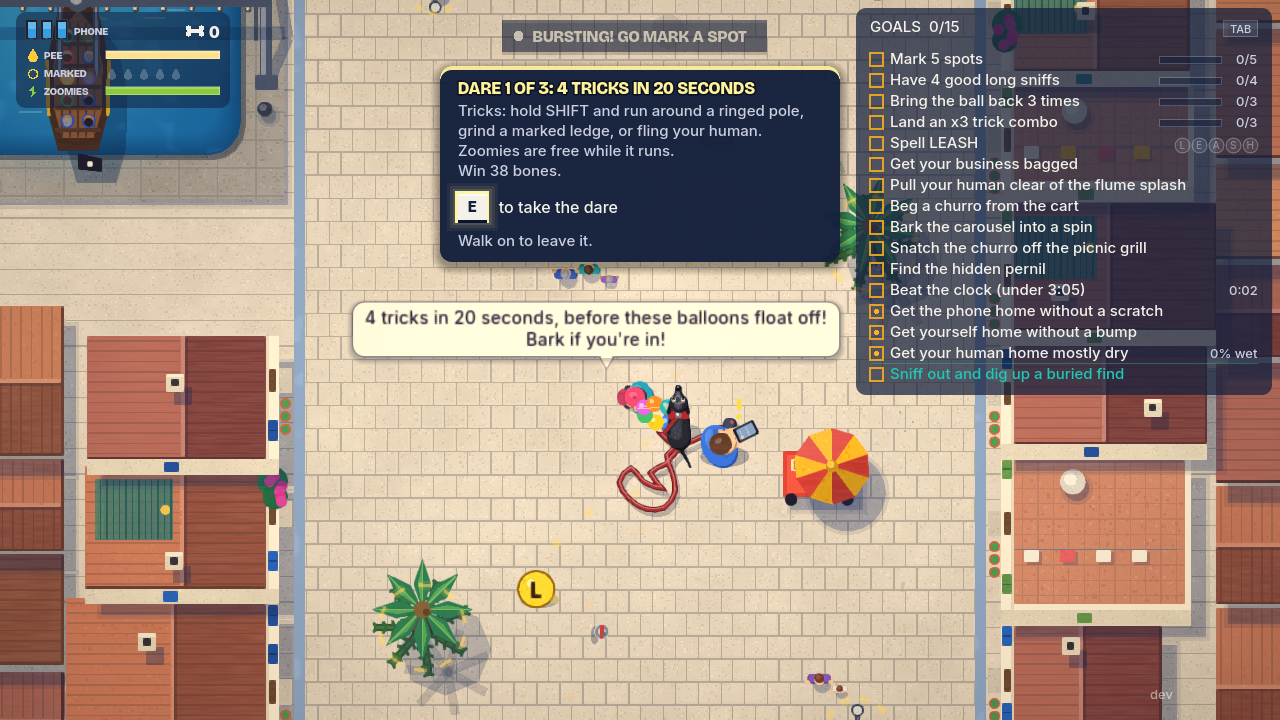 PHONE
0
PEE
MARKED
ZOOMIES
BURSTING! GO MARK A SPOT
DARE 1 OF 3: 4 TRICKS IN 20 SECONDS
Tricks: hold SHIFT and run around a ringed pole,
grind a marked ledge, or fling your human.
Zoomies are free while it runs.
Win 38 bones.
E to take the dare
Walk on to leave it.
4 tricks in 20 seconds, before these balloons float off!
Bark if you're in!
L
GOALS 0/15
TAB
Mark 5 spots 0/5
Have 4 good long sniffs 0/4
Bring the ball back 3 times 0/3
Land an x3 trick combo 0/3
Spell LEASH LEASH
Get your business bagged
Pull your human clear of the flume splash
Beg a churro from the cart
Bark the carousel into a spin
Snatch the churro off the picnic grill
Find the hidden pernil
Beat the clock (under 3:05) 0:02
Get the phone home without a scratch
Get yourself home without a bump
Get your human home mostly dry 0% wet
Sniff out and dig up a buried find
dev